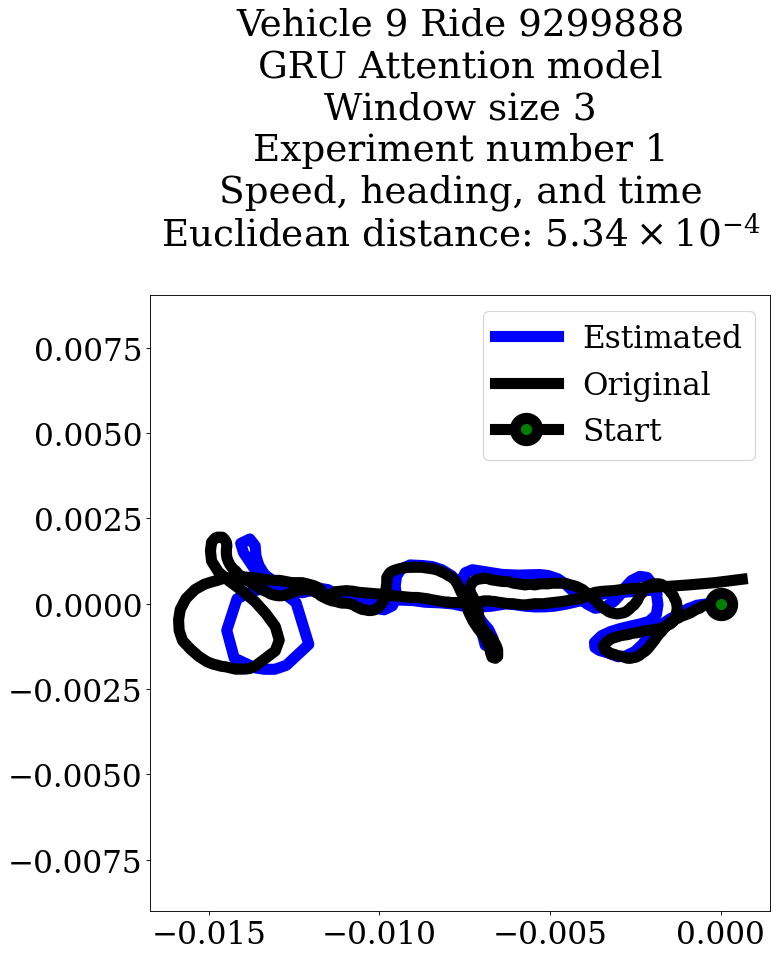 Vehicle 9 Ride 9299888
GRU Attention model
Window size 3
Experiment number 1
Speed, heading, and time
Euclidean distance: 5.34 × 10⁻⁴
Estimated
Original
Start
0.0075
0.0050
0.0025
0.0000
−0.0025
−0.0050
−0.0075
−0.015
−0.010
−0.005
0.000